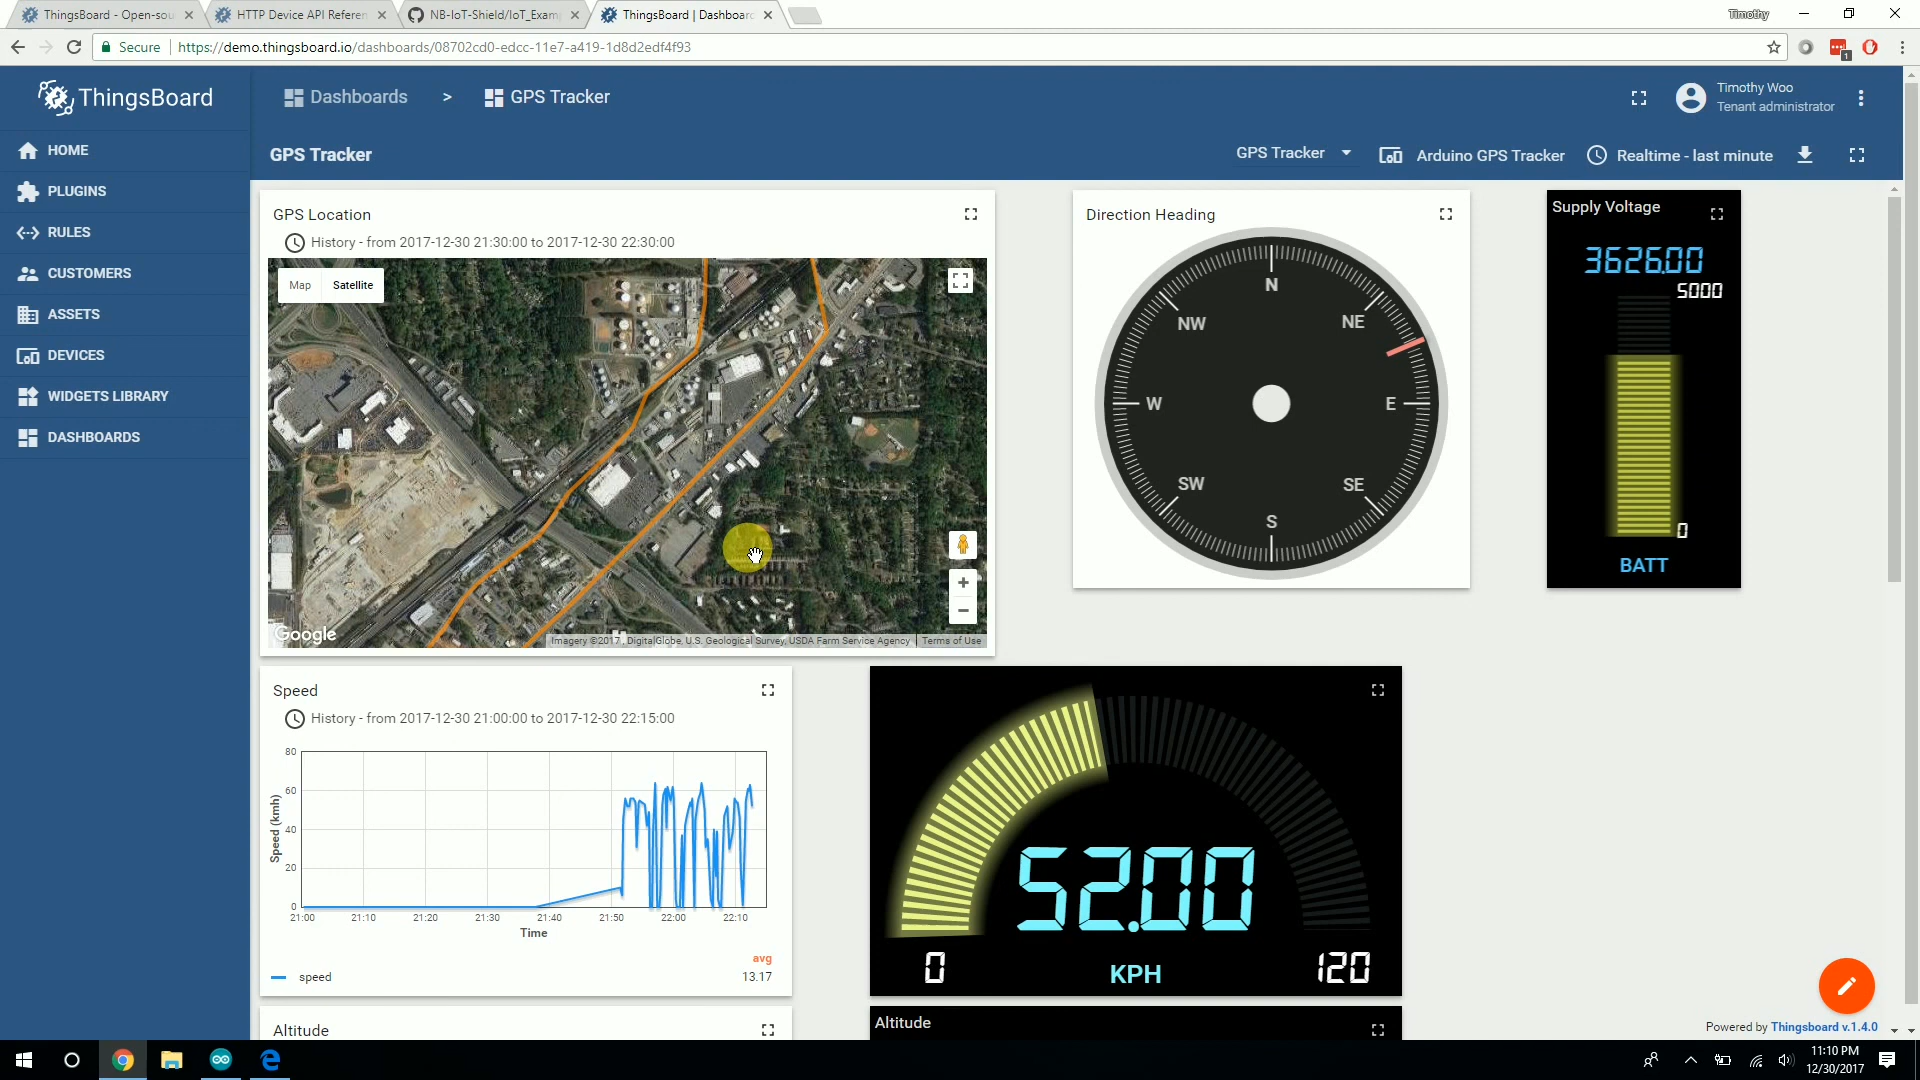 ThingsBoard - Open-sou
HTTP Device API Referen
NB-IoT-Shield/IoT_Exam
ThingsBoard | Dashboard
Timothy
Secure
https://demo.thingsboard.io/dashboards/08702cd0-edcc-11e7-a419-1d8d2edf4f93
1
ThingsBoard
Dashboards > GPS Tracker
Timothy Woo
Tenant administrator
HOME
PLUGINS
RULES
CUSTOMERS
ASSETS
DEVICES
WIDGETS LIBRARY
DASHBOARDS
GPS Tracker
GPS Tracker
Arduino GPS Tracker
Realtime - last minute
GPS Location
History - from 2017-12-30 21:30:00 to 2017-12-30 22:30:00
Map
Satellite
+
−
Google
Imagery ©2017 , DigitalGlobe, U.S. Geological Survey, USDA Farm Service Agency
Terms of Use
Direction Heading
N
NW
NE
W
E
SW
SE
S
Supply Voltage
3626.00
5000
0
BATT
Speed
History - from 2017-12-30 21:00:00 to 2017-12-30 22:15:00
Speed (kmh)
80
60
40
20
0
21:00 21:10 21:20 21:30 21:40 21:50 22:00 22:10
Time
avg
speed
13.17
52.00
0
KPH
120
Altitude
Altitude
Powered by Thingsboard v.1.4.0
11:10 PM
12/30/2017